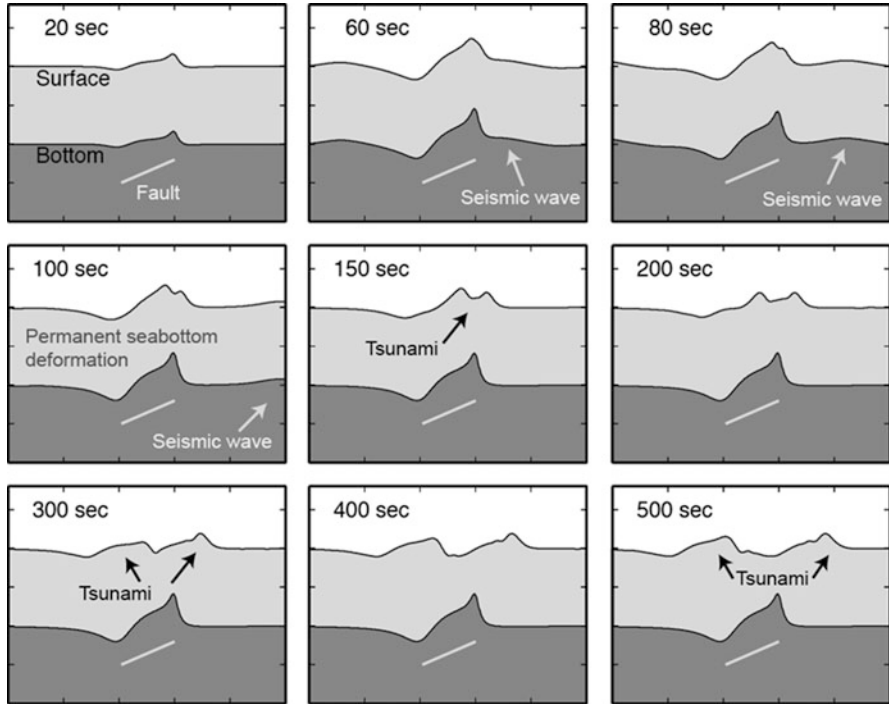 20 sec
Surface
Bottom
Fault
60 sec
Seismic wave
80 sec
Seismic wave
100 sec
Permanent seabottom
deformation
Seismic wave
150 sec
Tsunami
200 sec
300 sec
Tsunami
400 sec
500 sec
Tsunami